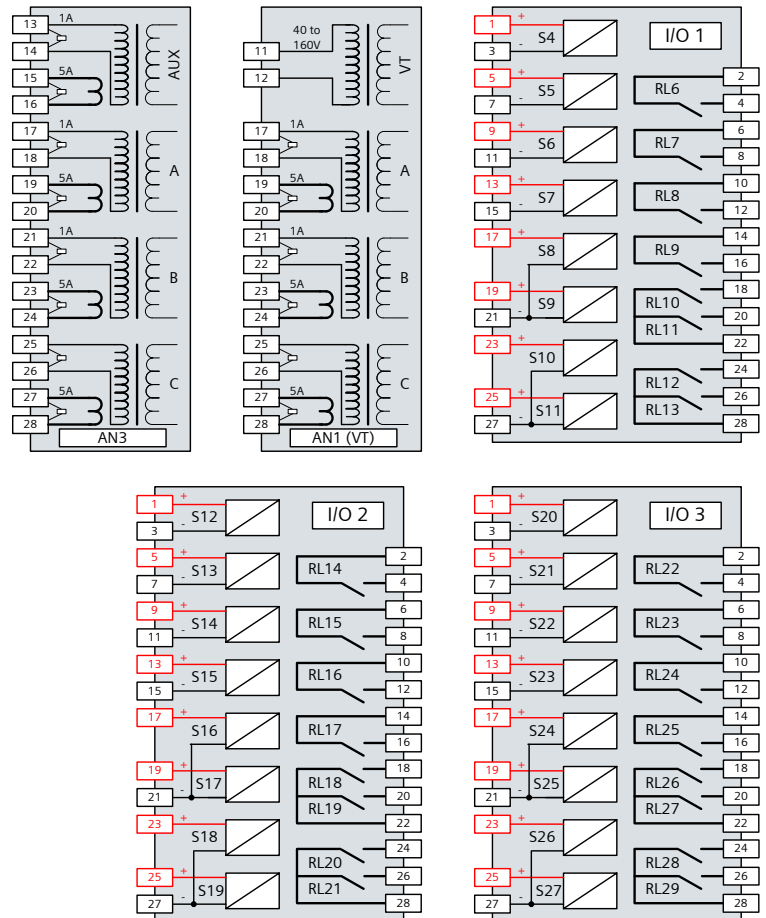 13 1A
14
15 5A
16
AUX
17 1A
18
19 5A
20
A
21 1A
22
23 5A
24
B
25
26
27 5A
28
C
AN3
40 to
160V
11
12
VT
17 1A
18
19 5A
20
A
21 1A
22
23 5A
24
B
25
26
27 5A
28
C
AN1 (VT)
I/O 1
1 + S4
3 -
5 + S5
7 -
9 + S6
11 -
13 + S7
15 -
17 + S8
19 + S9
21 -
23 S10
25 + S11
27 -
2
RL6
4
6
RL7
8
10
RL8
12
14
RL9
16
18
RL10
20
RL11
22
24
RL12
26
RL13
28
I/O 2
1 + S12
3 -
5 + S13
7 -
9 + S14
11 -
13 + S15
15 -
17 + S16
19 + S17
21 -
23 + S18
25 + S19
27 -
2
RL14
4
6
RL15
8
10
RL16
12
14
RL17
16
18
RL18
20
RL19
22
24
RL20
26
RL21
28
I/O 3
1 + S20
3 -
5 + S21
7 -
9 + S22
11 -
13 + S23
15 -
17 + S24
19 + S25
21 -
23 + S26
25 + S27
27 -
2
RL22
4
6
RL23
8
10
RL24
12
14
RL25
16
18
RL26
20
RL27
22
24
RL28
26
RL29
28